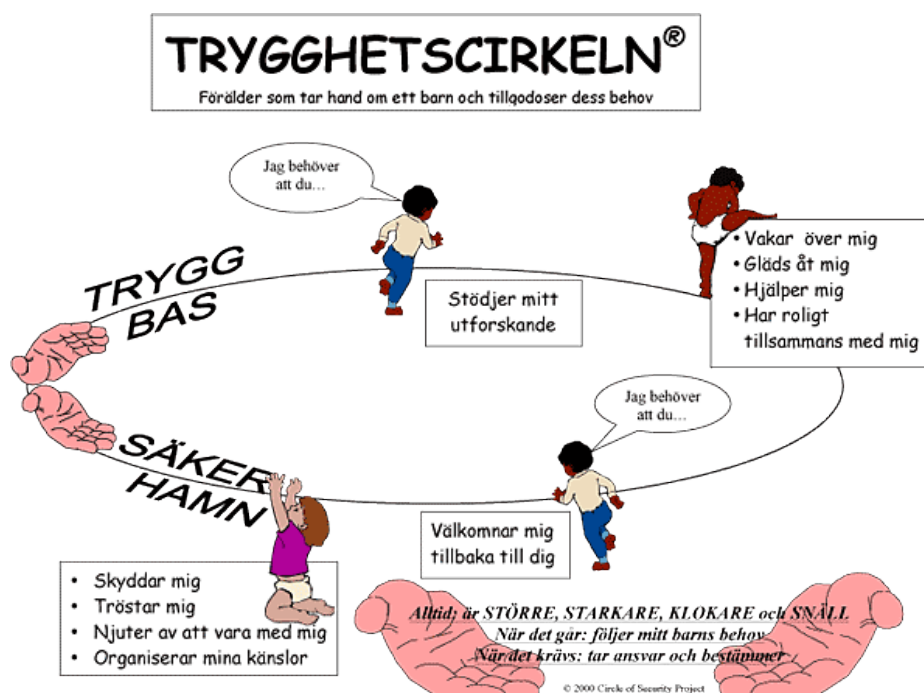 TRYGGHETSCIRKELN®
Förälder som tar hand om ett barn och tillgodoser dess behov
Jag behöver
att du...
TRYGG
BAS
Stödjer mitt
utforskande
• Vakar över mig
• Gläds åt mig
• Hjälper mig
• Har roligt
tillsammans med mig
Jag behöver
att du...
SÄKER
HAMN
Välkomnar mig
tillbaka till dig
• Skyddar mig
• Tröstar mig
• Njuter av att vara med mig
• Organiserar mina känslor
Alltid: är STÖRRE, STARKARE, KLOKARE och SNÄLL
När det går: följer mitt barns behov
När det krävs: tar ansvar och bestämmer
© 2000 Circle of Security Project